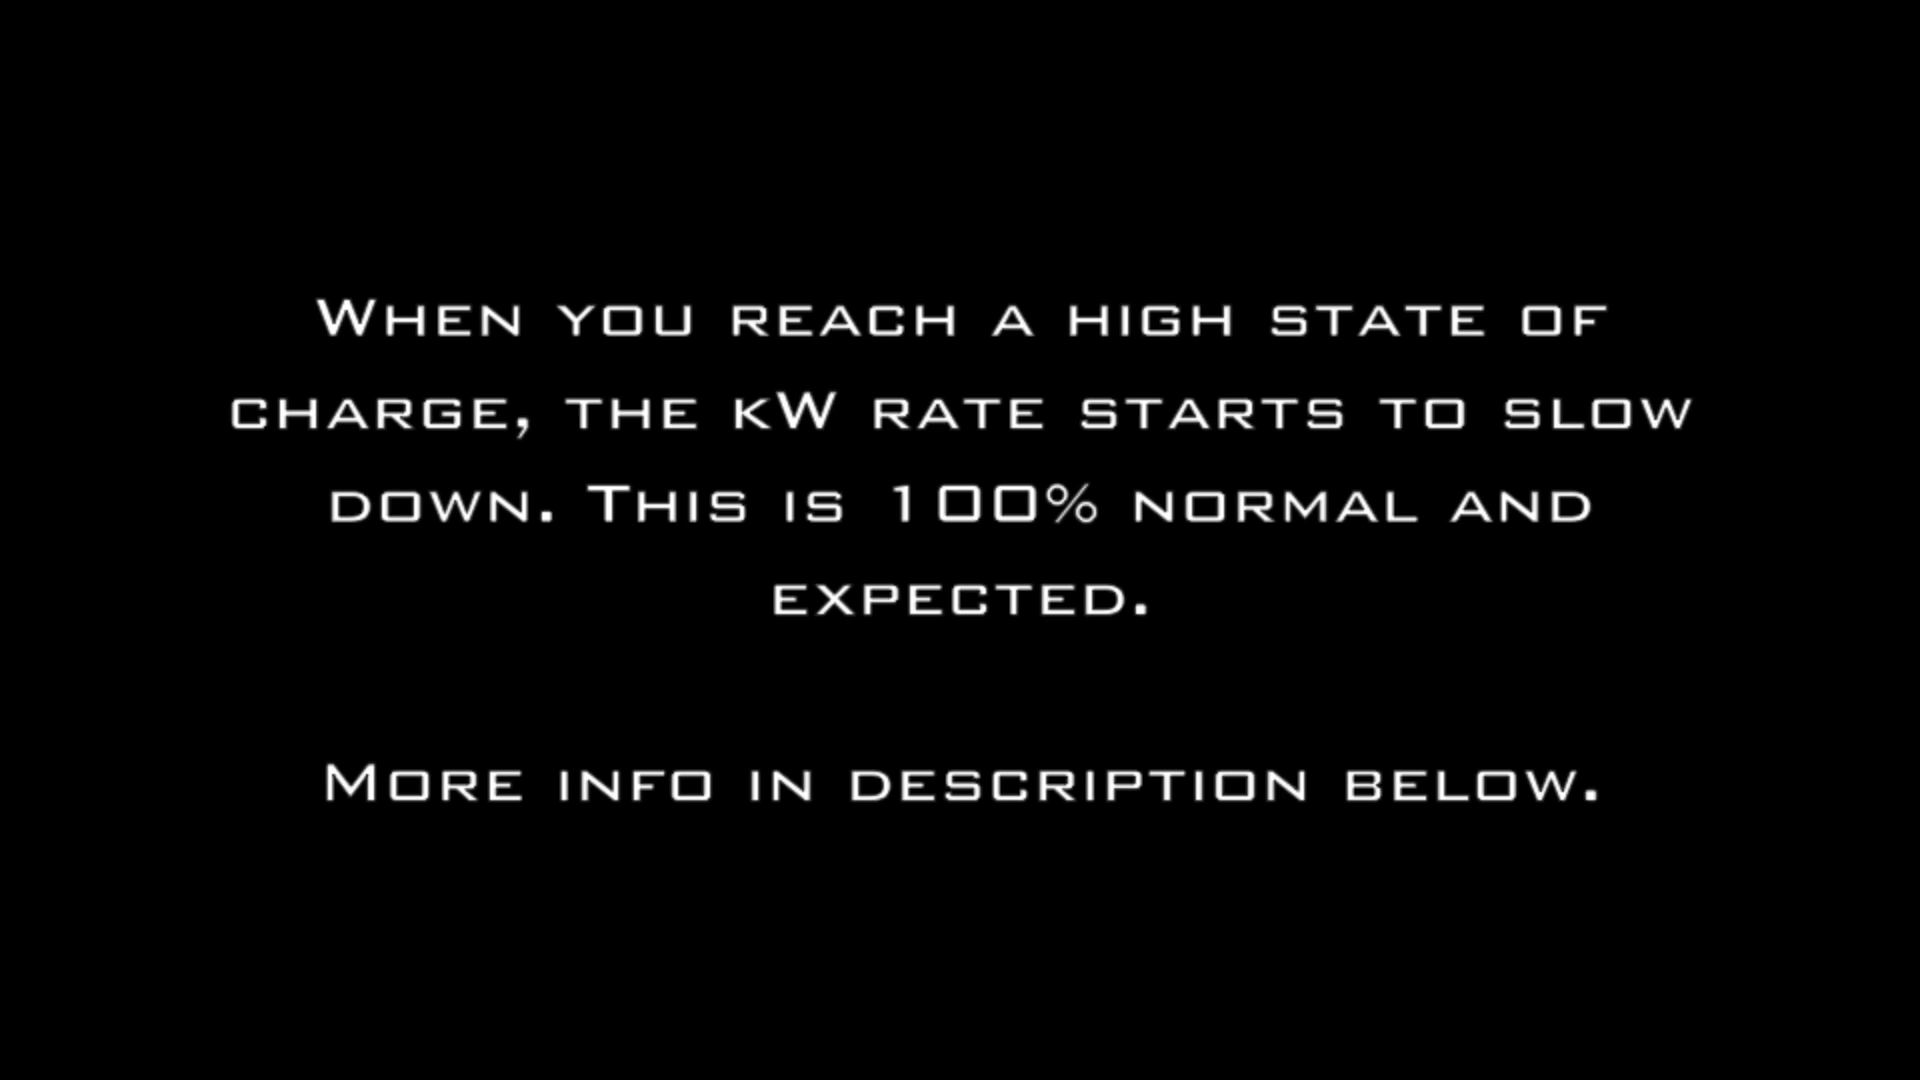 When you reach a high state of
charge, the kW rate starts to slow
down. This is 100% normal and
expected.
More info in description below.